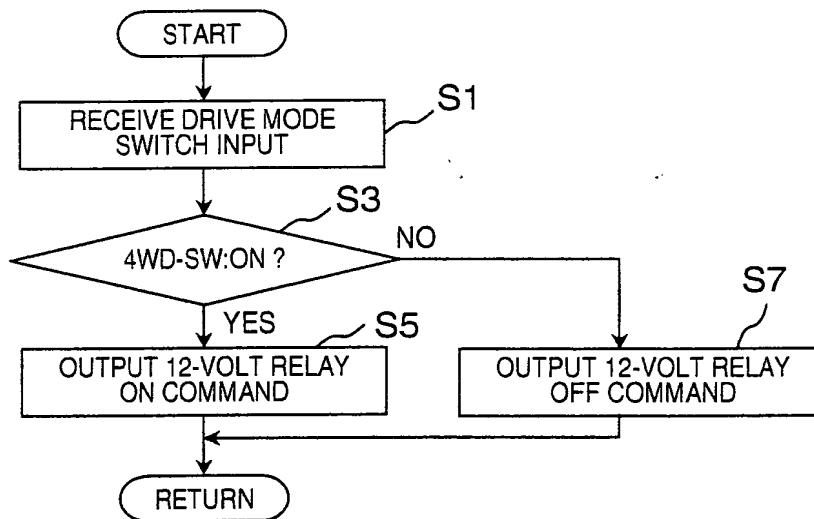 START
RECEIVE DRIVE MODE
SWITCH INPUT
S1
S3
4WD-SW:ON ?
NO
YES
S5
S7
OUTPUT 12-VOLT RELAY
ON COMMAND
OUTPUT 12-VOLT RELAY
OFF COMMAND
RETURN